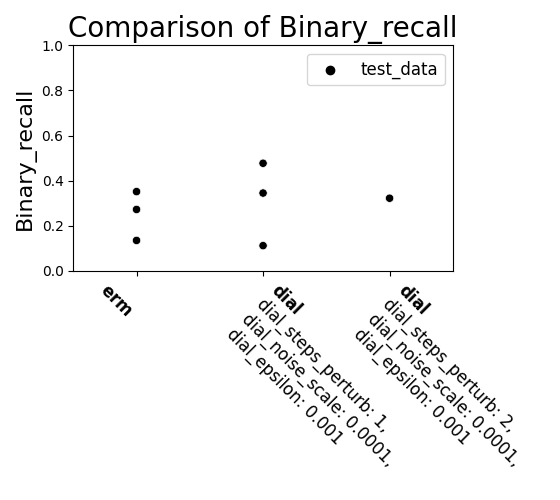 Comparison of Binary_recall
Binary_recall
1.0
0.8
0.6
0.4
0.2
0.0
test_data
erm
dial
dial_steps_perturb: 1,
dial_noise_scale: 0.0001,
dial_epsilon: 0.001
dial
dial_steps_perturb: 2,
dial_noise_scale: 0.0001,
dial_epsilon: 0.001